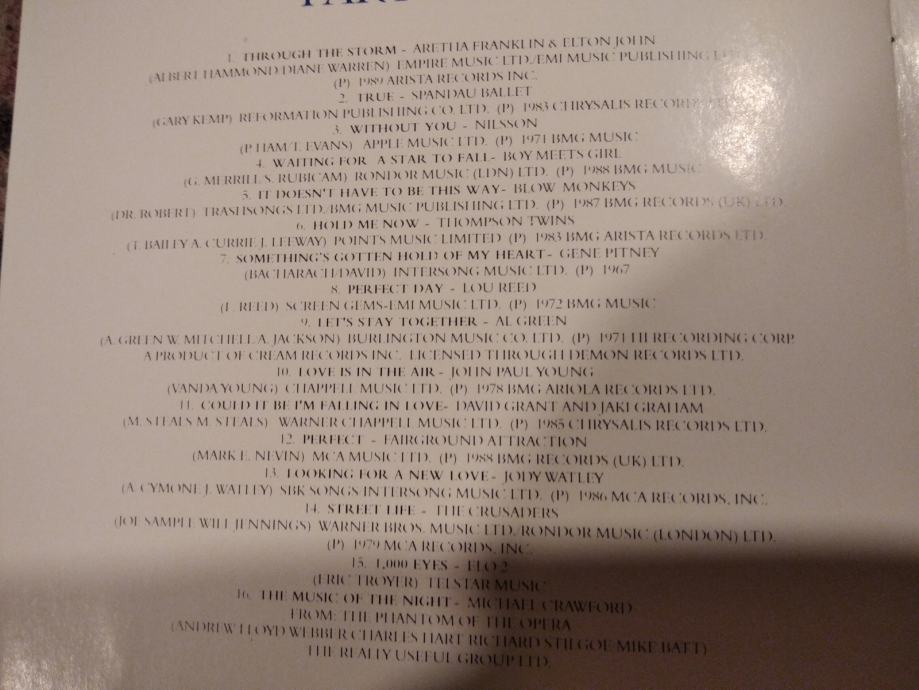 1. THROUGH THE STORM - ARETHA FRANKLIN & ELTON JOHN
(ALBERT HAMMOND/DIANE WARREN) EMPIRE MUSIC LTD./EMI MUSIC PUBLISHING
(P) 1989 ARISTA RECORDS INC.
2. TRUE - SPANDAU BALLET
(GARY KEMP) REFORMATION PUBLISHING CO. LTD. (P) 1983 CHRYSALIS RECORDS
3. WITHOUT YOU - NILSSON
(P. HAM/T. EVANS) APPLE MUSIC LTD. (P) 1971 BMG MUSIC
4. WAITING FOR A STAR TO FALL- BOY MEETS GIRL
(G. MERRILL/S. RUBICAM) RONDOR MUSIC (LDN) LTD. (P) 1988 BMG MUSIC
5. IT DOESN'T HAVE TO BE THIS WAY- BLOW MONKEYS
(DR. ROBERT) TRASHSONGS LTD./BMG MUSIC PUBLISHING LTD. (P) 1987 BMG RECORDS (UK) LTD.
6. HOLD ME NOW - THOMPSON TWINS
(T. BAILEY/A. CURRIE/J. LEEWAY) POINTS MUSIC LIMITED (P) 1983 BMG ARISTA RECORDS LTD.
7. SOMETHING'S GOTTEN HOLD OF MY HEART- GENE PITNEY
(BACHARACH/DAVID) INTERSONG MUSIC LTD. (P) 1967
8. PERFECT DAY - LOU REED
(L. REED) SCREEN GEMS-EMI MUSIC LTD. (P) 1972 BMG MUSIC
9. LET'S STAY TOGETHER - AL GREEN
(A. GREEN/W. MITCHELL/A. JACKSON) BURLINGTON MUSIC CO. LTD. (P) 1971 HI RECORDING CORP.
A PRODUCT OF CREAM RECORDS INC. LICENSED THROUGH DEMON RECORDS LTD.
10. LOVE IS IN THE AIR - JOHN PAUL YOUNG
(VANDA/YOUNG) CHAPPELL MUSIC LTD. (P) 1978 BMG ARIOLA RECORDS LTD.
11. COULD IT BE I'M FALLING IN LOVE- DAVID GRANT AND JAKI GRAHAM
(M. STEALS/M. STEALS) WARNER CHAPPELL MUSIC LTD. (P) 1985 CHRYSALIS RECORDS LTD.
12. PERFECT - FAIRGROUND ATTRACTION
(MARK E. NEVIN) MCA MUSIC LTD. (P) 1988 BMG RECORDS (UK) LTD.
13. LOOKING FOR A NEW LOVE- JODY WATLEY
(A. CYMONE/J. WATLEY) SBK SONGS/INTERSONG MUSIC LTD. (P) 1986 MCA RECORDS, INC.
14. STREET LIFE - THE CRUSADERS
(JOE SAMPLE/WILL JENNINGS) WARNER BROS. MUSIC LTD./RONDOR MUSIC (LONDON) LTD.
(P) 1979 MCA RECORDS, INC.
15. 1,000 EYES - ELO 2
(ERIC TROYER) TELSTAR MUSIC
16. THE MUSIC OF THE NIGHT- MICHAEL CRAWFORD
FROM: THE PHANTOM OF THE OPERA
(ANDREW LLOYD WEBBER/CHARLES HART/RICHARD STILGOE/MIKE BATT)
THE REALLY USEFUL GROUP LTD.